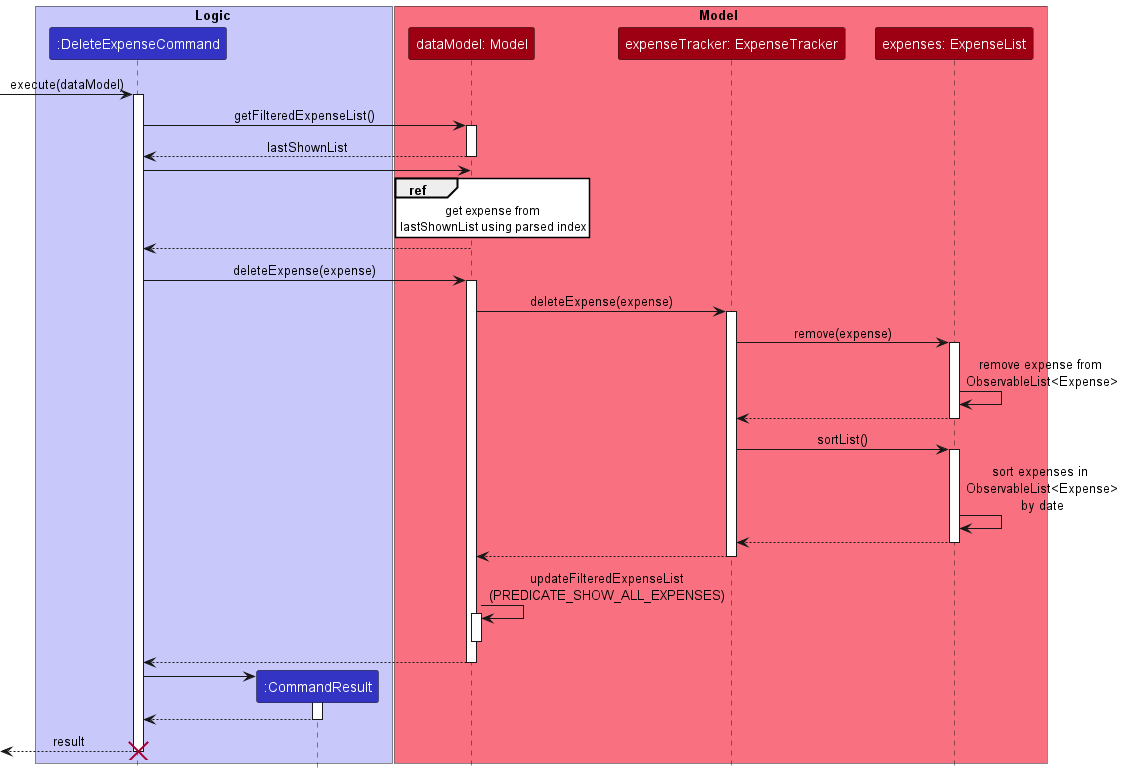 Logic
Model
:DeleteExpenseCommand
dataModel: Model
expenseTracker: ExpenseTracker
expenses: ExpenseList
execute(dataModel)
getFilteredExpenseList()
lastShownList
ref
get expense from
lastShownList using parsed index
deleteExpense(expense)
deleteExpense(expense)
remove(expense)
remove expense from
ObservableList<Expense>
sortList()
sort expenses in
ObservableList<Expense>
by date
updateFilteredExpenseList
(PREDICATE_SHOW_ALL_EXPENSES)
:CommandResult
result